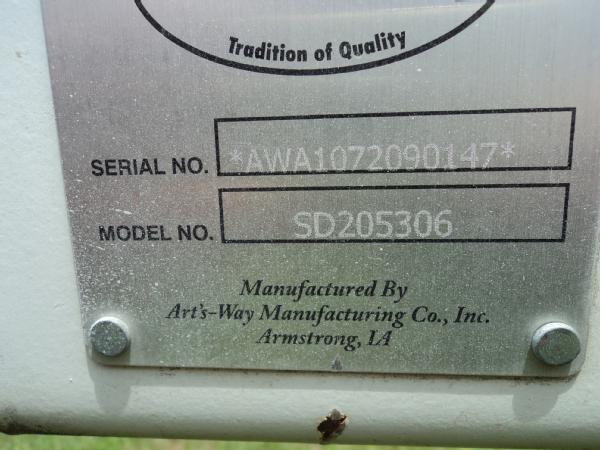 Tradition of Quality
SERIAL NO. *AWA1072090147*
MODEL NO. SD205306
Manufactured By
Art's-Way Manufacturing Co., Inc.
Armstrong, IA